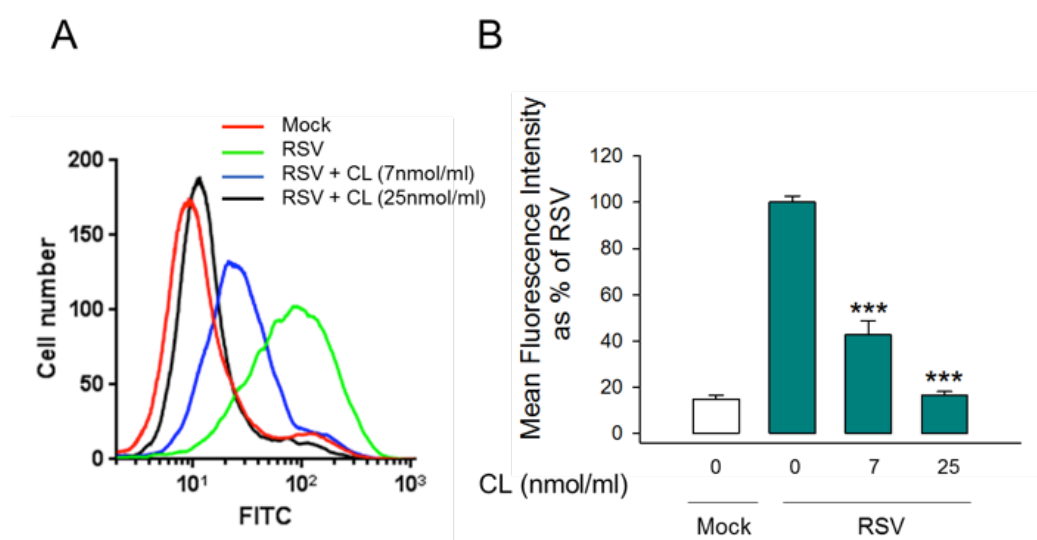 A
B
Mock
RSV
RSV + CL (7nmol/ml)
RSV + CL (25nmol/ml)
200
150
100
50
0
Cell number
10¹
10²
10³
FITC
Mean Fluorescence Intensity
as % of RSV
120
100
80
60
40
20
0
***
***
0
0
7
25
CL (nmol/ml)
Mock
RSV